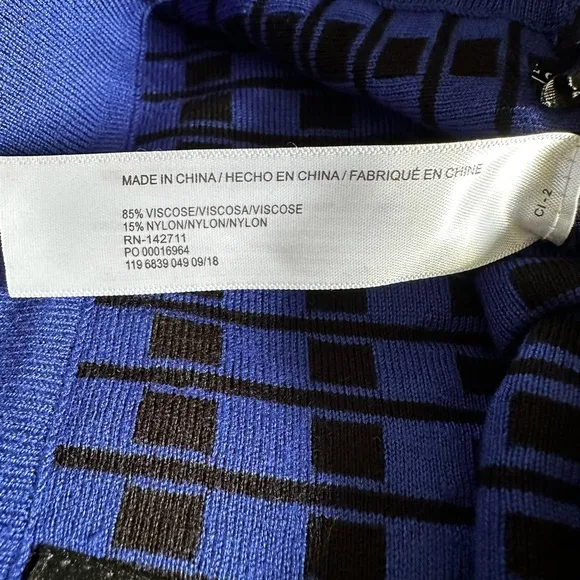 MADE IN CHINA / HECHO EN CHINA / FABRIQUÉ EN CHINE
85% VISCOSE/VISCOSA/VISCOSE
15% NYLON/NYLON/NYLON
RN-142711
PO 00016964
119 6839 049 09/18
CI-2